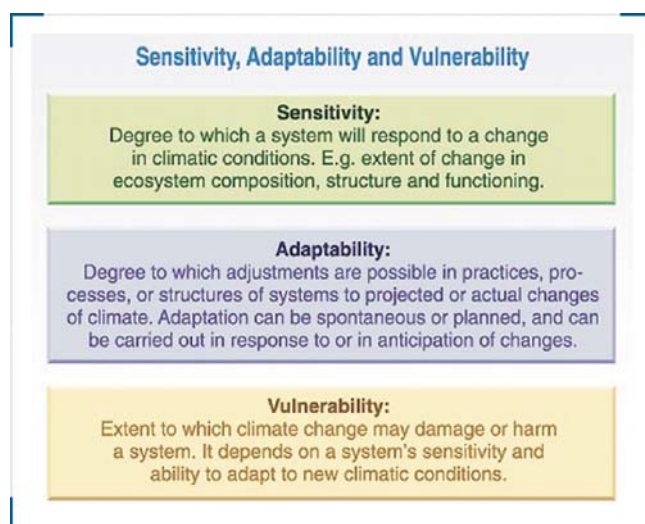 Sensitivity, Adaptability and Vulnerability
Sensitivity:
Degree to which a system will respond to a change
in climatic conditions. E.g. extent of change in
ecosystem composition, structure and functioning.
Adaptability:
Degree to which adjustments are possible in practices, pro-
cesses, or structures of systems to projected or actual changes
of climate. Adaptation can be spontaneous or planned, and can
be carried out in response to or in anticipation of changes.
Vulnerability:
Extent to which climate change may damage or harm
a system. It depends on a system's sensitivity and
ability to adapt to new climatic conditions.